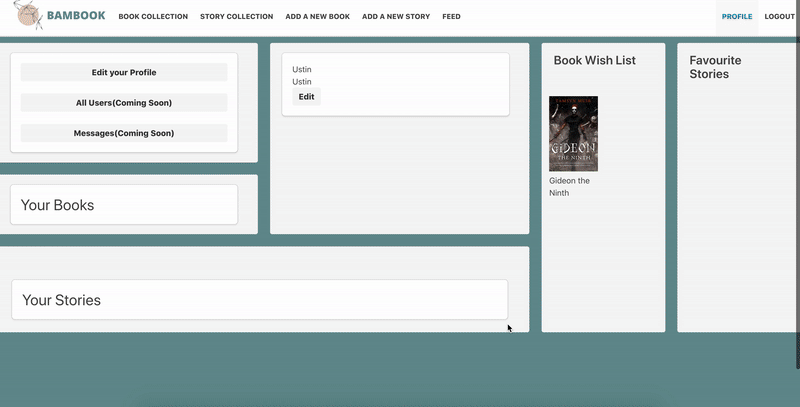 BAMBOOK
BOOK COLLECTION
STORY COLLECTION
ADD A NEW BOOK
ADD A NEW STORY
FEED
PROFILE
LOGOUT
Edit your Profile
All Users(Coming Soon)
Messages(Coming Soon)
Your Books
Ustin
Ustin
Edit
Your Stories
Book Wish List
TAMSYN MUIR
GIDEON
THE NINTH
Gideon the
Ninth
Favourite
Stories